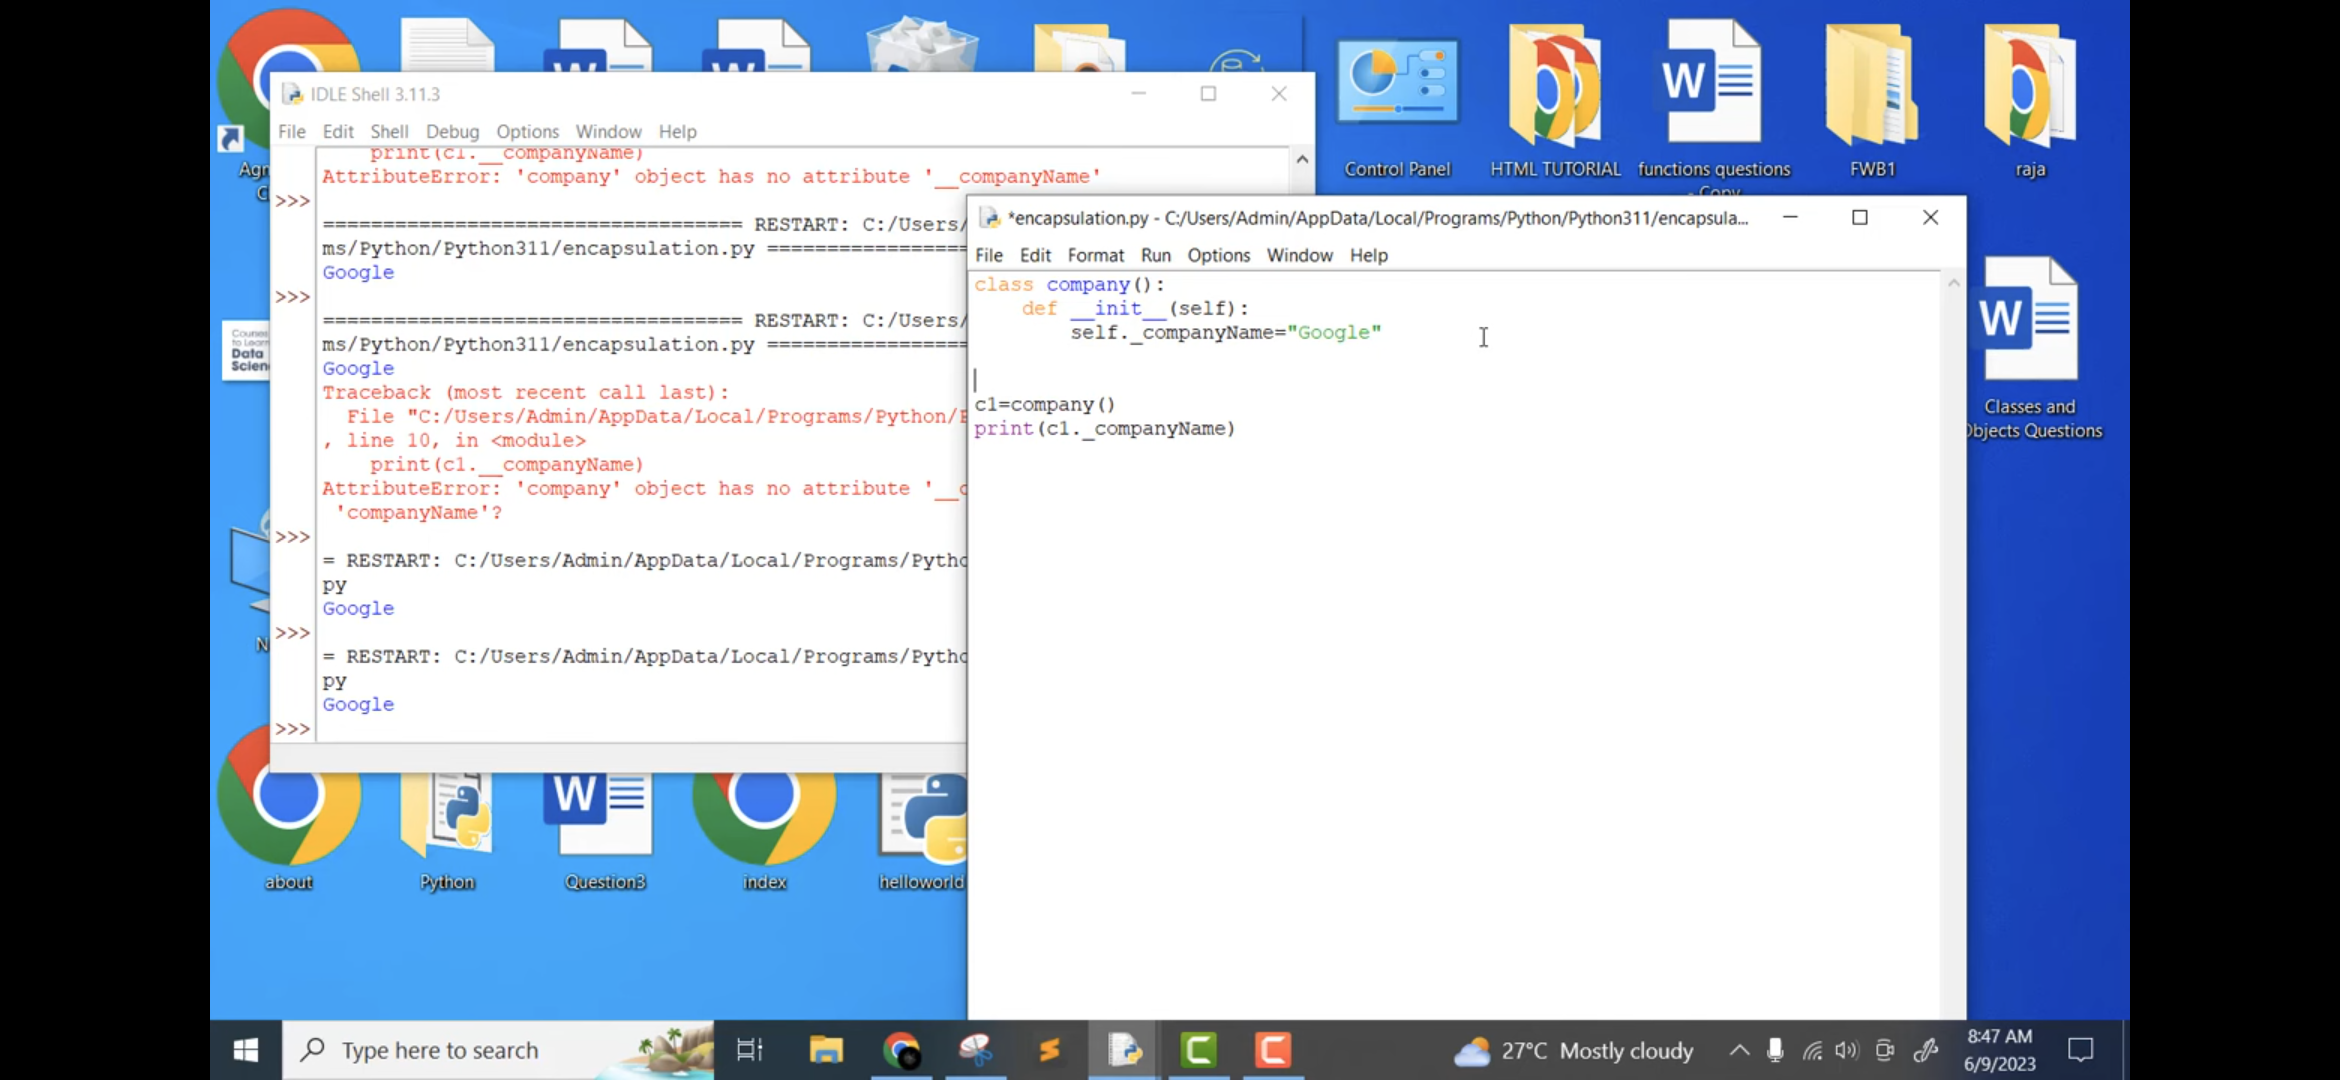 IDLE Shell 3.11.3
File Edit Shell Debug Options Window Help
print(c1.__companyName)
AttributeError: 'company' object has no attribute '__companyName'
>>>
=================================== RESTART: C:/Users/
ms/Python/Python311/encapsulation.py =================
Google
>>>
=================================== RESTART: C:/Users/
ms/Python/Python311/encapsulation.py =================
Google
Traceback (most recent call last):
File "C:/Users/Admin/AppData/Local/Programs/Python/
, line 10, in <module>
print(c1.__companyName)
AttributeError: 'company' object has no attribute '__
'companyName'?
>>>
= RESTART: C:/Users/Admin/AppData/Local/Programs/Pytho
py
Google
>>>
= RESTART: C:/Users/Admin/AppData/Local/Programs/Pytho
py
Google
>>>
*encapsulation.py - C:/Users/Admin/AppData/Local/Programs/Python/Python311/encapsula...
File Edit Format Run Options Window Help
class company():
def __init__(self):
self._companyName="Google"
c1=company()
print(c1._companyName)
Control Panel
HTML TUTORIAL
functions questions
- Copy
FWB1
raja
Classes and
Objects Questions
Courses
to Learn
Data
Scien
about
Python
Question3
index
helloworld
Type here to search
27°C Mostly cloudy
8:47 AM
6/9/2023